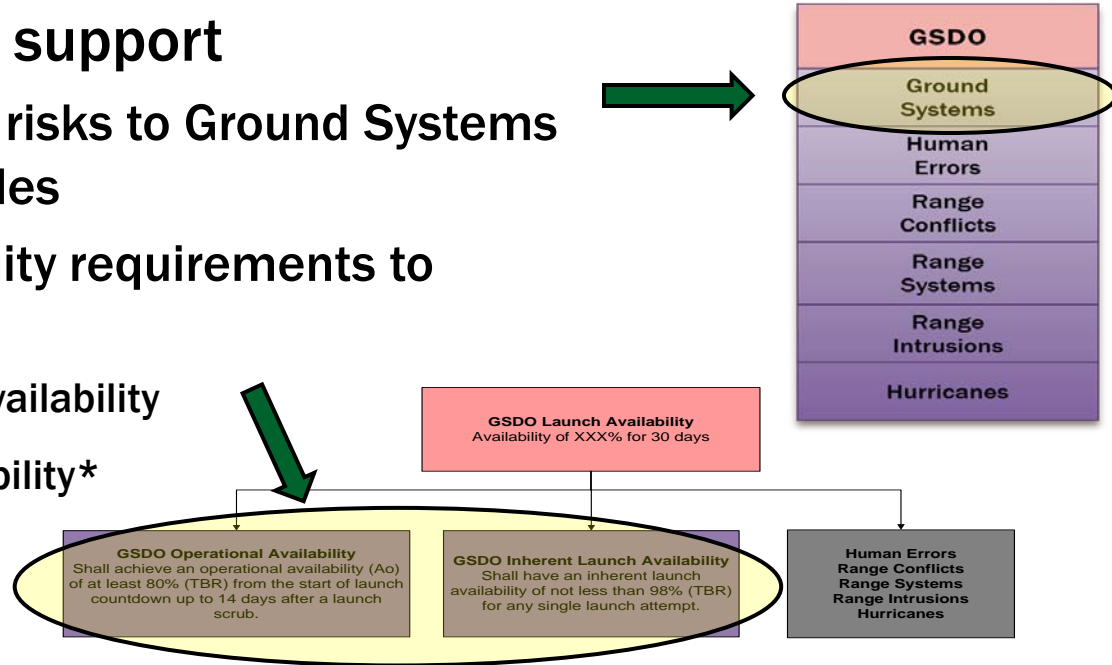 support
risks to Ground Systems
ity requirements to
vailability
bility*
GSDO
Ground
Systems
Human
Errors
Range
Conflicts
Range
Systems
Range
Intrusions
Hurricanes
GSDO Launch Availability
Availability of XXX% for 30 days
GSDO Operational Availability
Shall achieve an operational availability (Ao)
of at least 80% (TBR) from the start of launch
countdown up to 14 days after a launch
scrub.
GSDO Inherent Launch Availability
Shall have an inherent launch
availability of not less than 98% (TBR)
for any single launch attempt.
Human Errors
Range Conflicts
Range Systems
Range Intrusions
Hurricanes